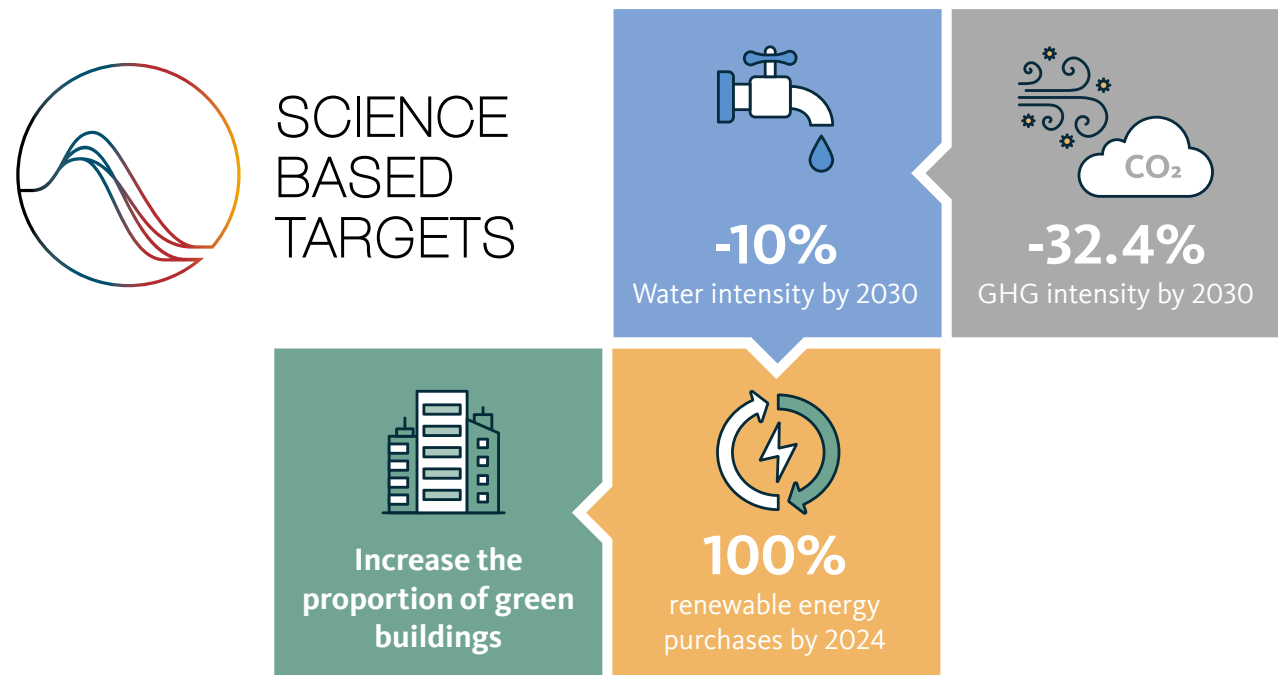 SCIENCE
BASED
TARGETS
-10%
Water intensity by 2030
CO₂
-32.4%
GHG intensity by 2030
Increase the
proportion of green
buildings
100%
renewable energy
purchases by 2024